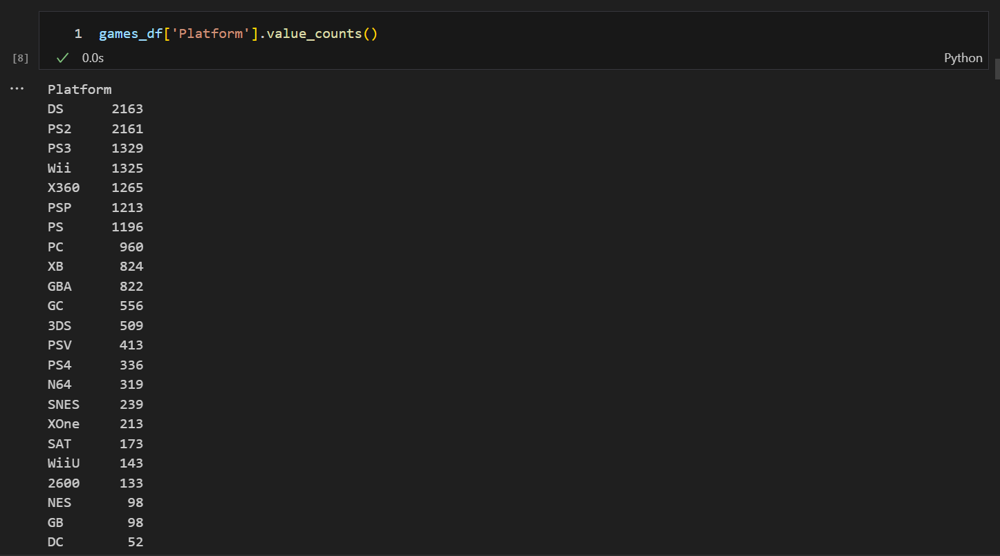 1 games_df['Platform'].value_counts()
[8] 0.0s Python
Platform
DS 2163
PS2 2161
PS3 1329
Wii 1325
X360 1265
PSP 1213
PS 1196
PC 960
XB 824
GBA 822
GC 556
3DS 509
PSV 413
PS4 336
N64 319
SNES 239
XOne 213
SAT 173
WiiU 143
2600 133
NES 98
GB 98
DC 52